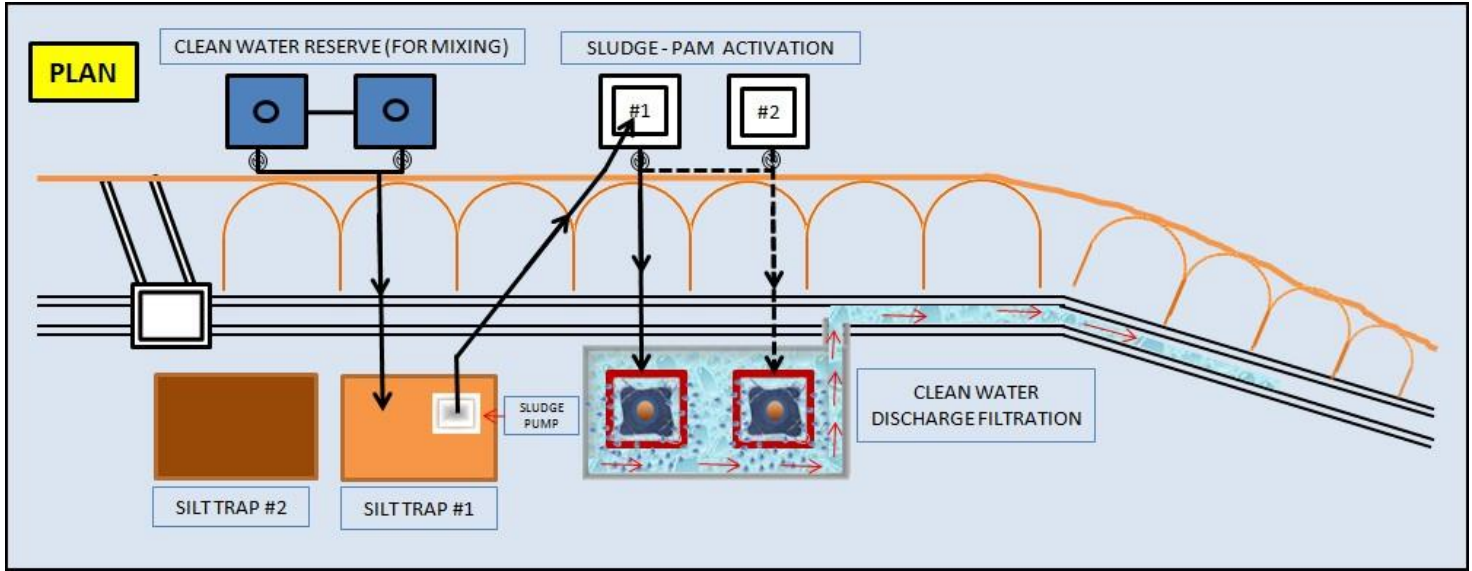 PLAN
CLEAN WATER RESERVE (FOR MIXING)
SLUDGE - PAM ACTIVATION
#1
#2
SLUDGE
PUMP
CLEAN WATER
DISCHARGE FILTRATION
SILT TRAP #2
SILT TRAP #1